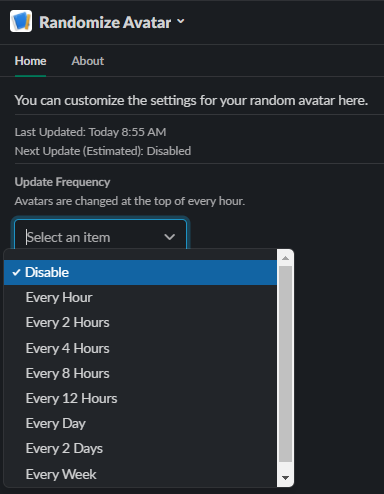 Randomize Avatar
Home About
You can customize the settings for your random avatar here.
Last Updated: Today 8:55 AM
Next Update (Estimated): Disabled
Update Frequency
Avatars are changed at the top of every hour.
Select an item
Disable
Every Hour
Every 2 Hours
Every 4 Hours
Every 8 Hours
Every 12 Hours
Every Day
Every 2 Days
Every Week